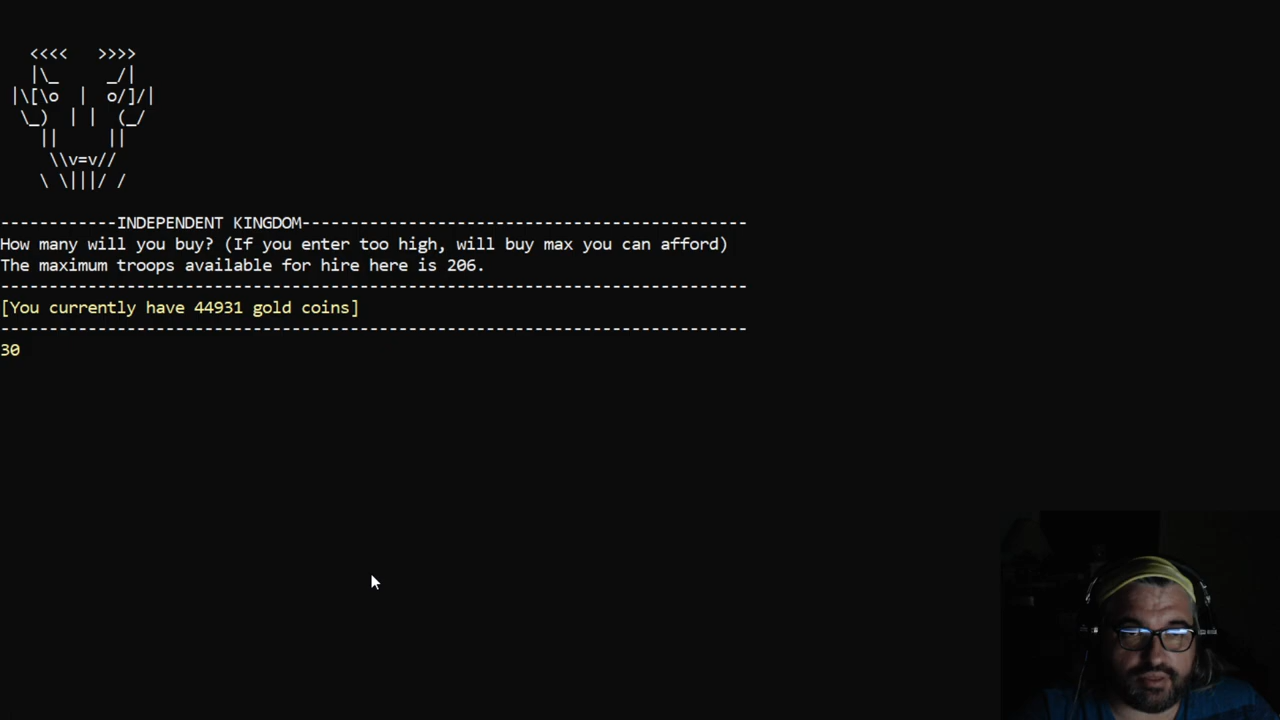 <<<<   >>>>
|\_     _/|
|\[\o  |  o/]/|
\_)  | |  (_/
||     ||
\\v=v//
\ \|||/ /
------------INDEPENDENT KINGDOM----------------------------------------------
How many will you buy? (If you enter too high, will buy max you can afford)
The maximum troops available for hire here is 206.
-----------------------------------------------------------------------------
[You currently have 44931 gold coins]
-----------------------------------------------------------------------------
30